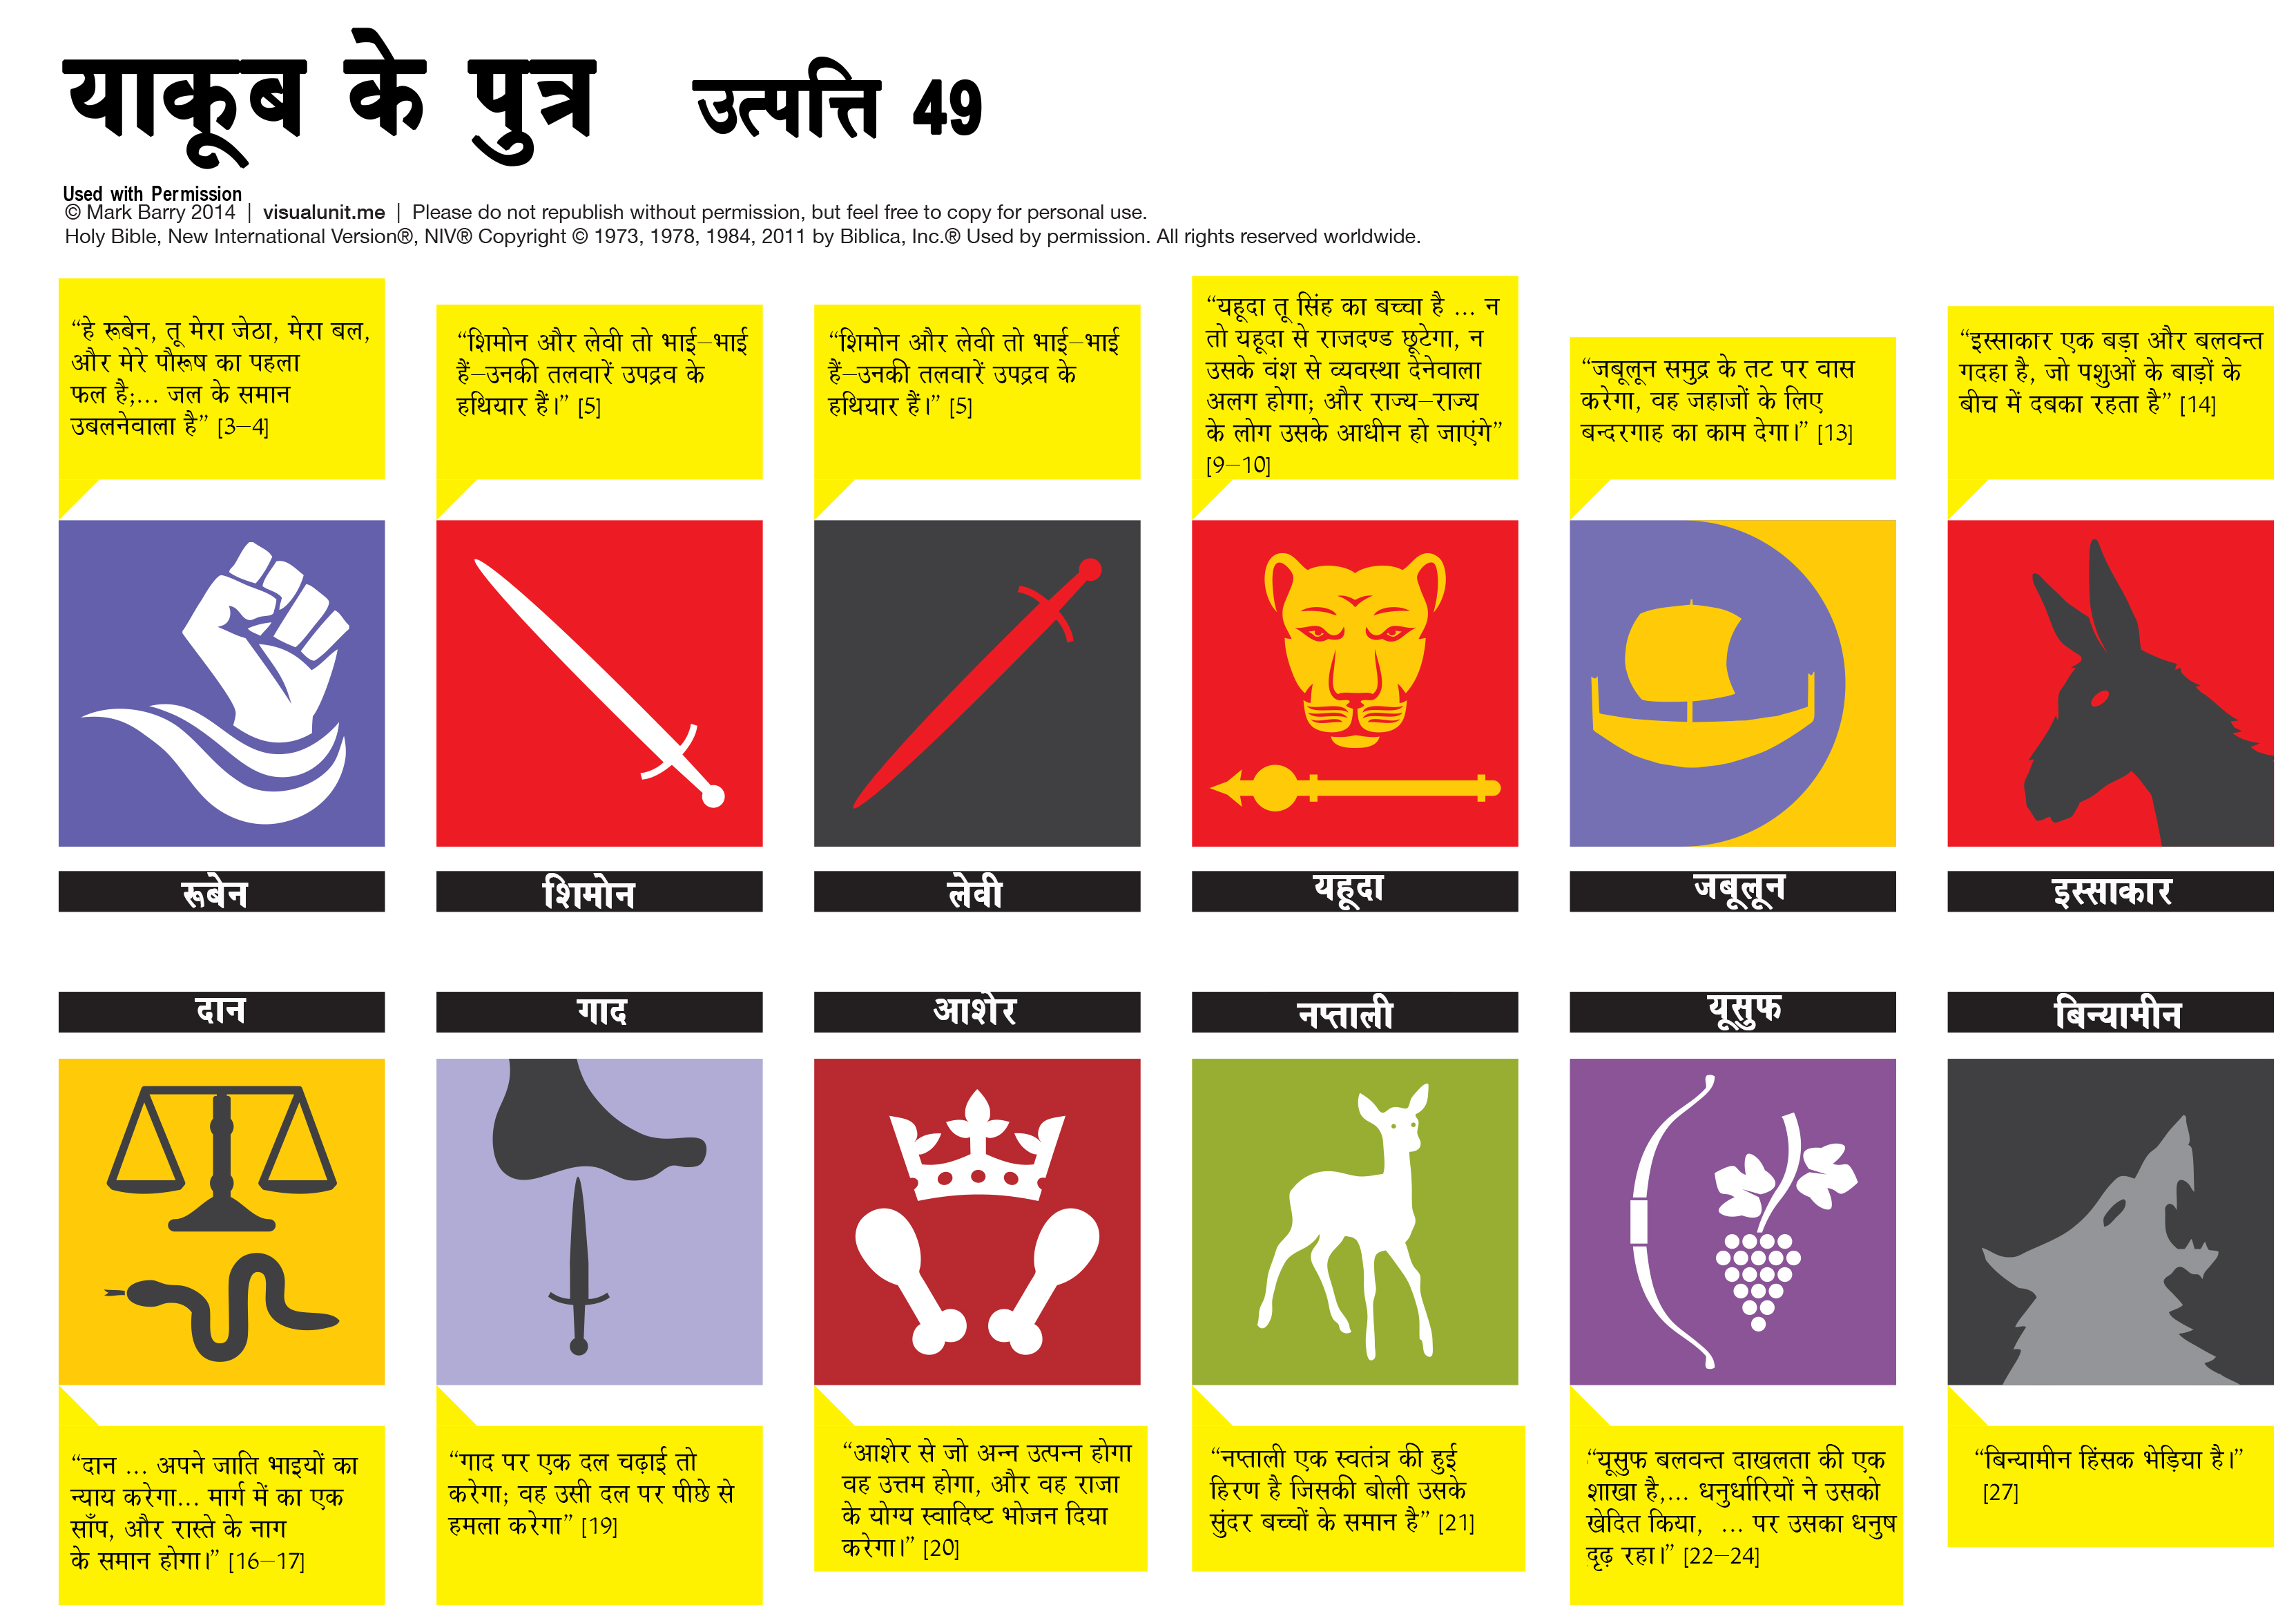 याकूब के पुत्र उत्पत्ति 49
Used with Permission
© Mark Barry 2014 | visualunit.me | Please do not republish without permission, but feel free to copy for personal use.
Holy Bible, New International Version®, NIV® Copyright © 1973, 1978, 1984, 2011 by Biblica, Inc.® Used by permission. All rights reserved worldwide.
“हे रूबेन, तू मेरा जेठा, मेरा बल,
और मेरे पौरूष का पहला
फल है;... जल के समान
उबलनेवाला है” [3–4]
“शिमोन और लेवी तो भाई–भाई
हैं–उनकी तलवारें उपद्रव के
हथियार हैं।” [5]
“शिमोन और लेवी तो भाई–भाई
हैं–उनकी तलवारें उपद्रव के
हथियार हैं।” [5]
“यहूदा तू सिंह का बच्चा है ... न
तो यहूदा से राजदण्ड छूटेगा, न
उसके वंश से व्यवस्था देनेवाला
अलग होगा; और राज्य–राज्य
के लोग उसके आधीन हो जाएंगे”
[9–10]
“जबूलून समुद्र के तट पर वास
करेगा, वह जहाजों के लिए
बन्दरगाह का काम देगा।” [13]
“इस्साकार एक बड़ा और बलवन्त
गदहा है, जो पशुओं के बाड़ों के
बीच में दबका रहता है” [14]
रूबेन
शिमोन
लेवी
यहूदा
जबूलून
इस्साकार
दान
गाद
आशेर
नप्ताली
यूसुफ
बिन्यामीन
“दान ... अपने जाति भाइयों का
न्याय करेगा... मार्ग में का एक
साँप, और रास्ते के नाग
के समान होगा।” [16–17]
“गाद पर एक दल चढ़ाई तो
करेगा; वह उसी दल पर पीछे से
हमला करेगा” [19]
“आशेर से जो अन्न उत्पन्न होगा
वह उत्तम होगा, और वह राजा
के योग्य स्वादिष्ट भोजन दिया
करेगा।” [20]
“नप्ताली एक स्वतंत्र की हुई
हिरण है जिसकी बोली उसके
सुंदर बच्चों के समान है” [21]
“यूसुफ बलवन्त दाखलता की एक
शाखा है,... धनुर्धारियों ने उसको
खेदित किया, ... पर उसका धनुष
दृढ़ रहा।” [22–24]
“बिन्यामीन हिंसक भेड़िया है।”
[27]